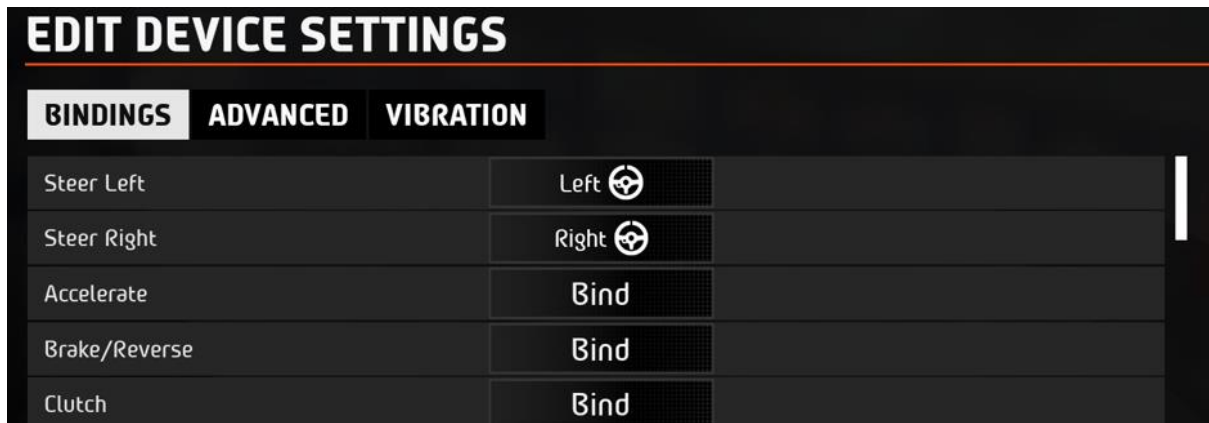 EDIT DEVICE SETTINGS
BINDINGS ADVANCED VIBRATION
Steer Left Left
Steer Right Right
Accelerate Bind
Brake/Reverse Bind
Clutch Bind